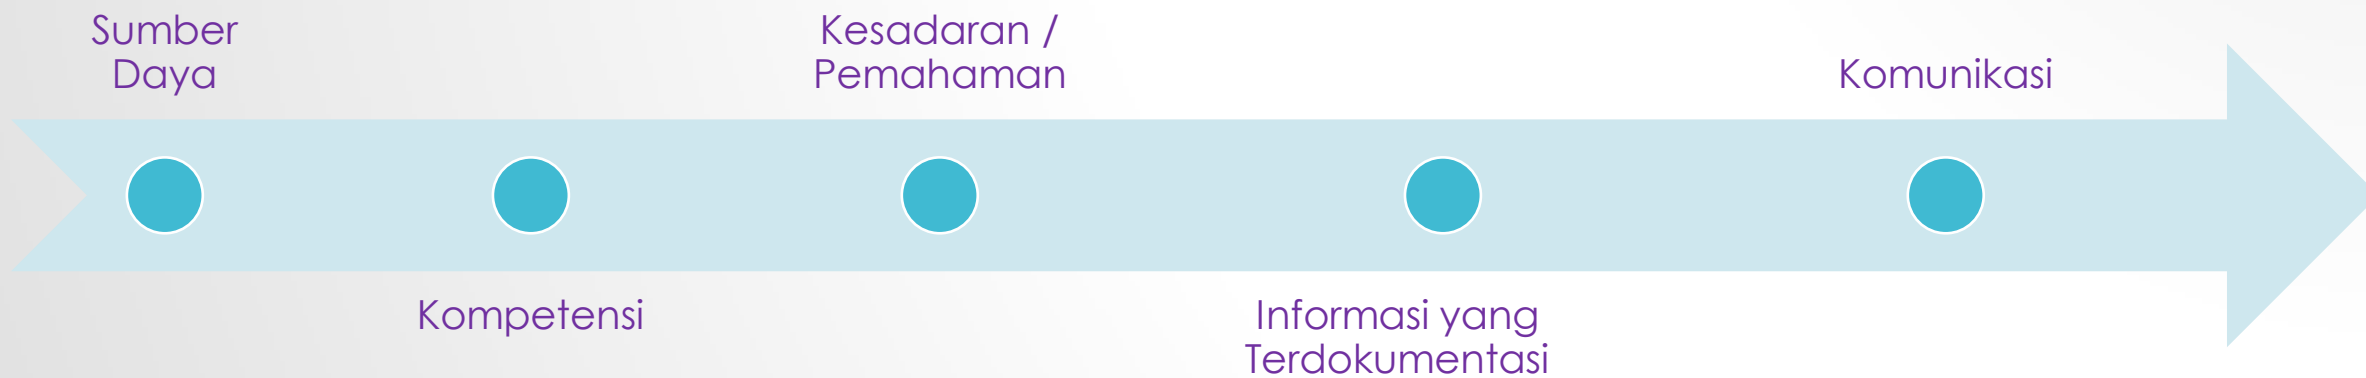 Sumber
Daya
Kompetensi
Kesadaran /
Pemahaman
Informasi yang
Terdokumentasi
Komunikasi